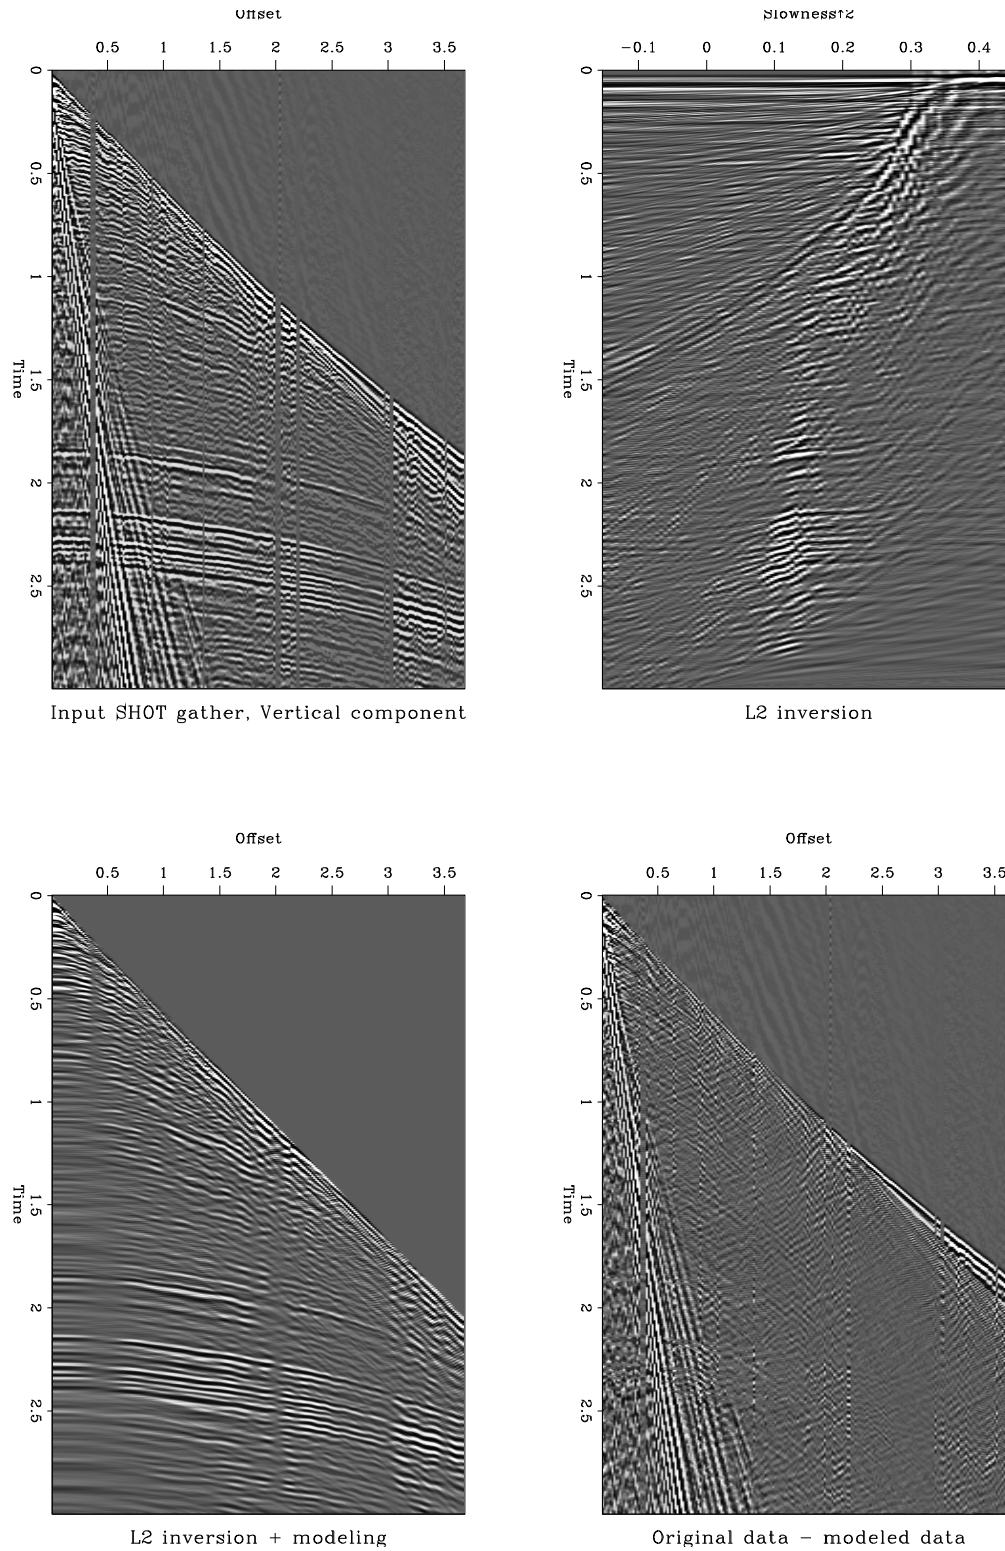 Offset
0.5 1 1.5 2 2.5 3 3.5
0 0.5 1 1.5 2 2.5
Time
Input SHOT gather, Vertical component
Slowness↑2
−0.1 0 0.1 0.2 0.3 0.4
0 0.5 1 1.5 2 2.5
Time
L2 inversion
Offset
0.5 1 1.5 2 2.5 3 3.5
0 0.5 1 1.5 2 2.5
Time
L2 inversion + modeling
Offset
0.5 1 1.5 2 2.5 3 3.5
0 0.5 1 1.5 2 2.5
Time
Original data − modeled data